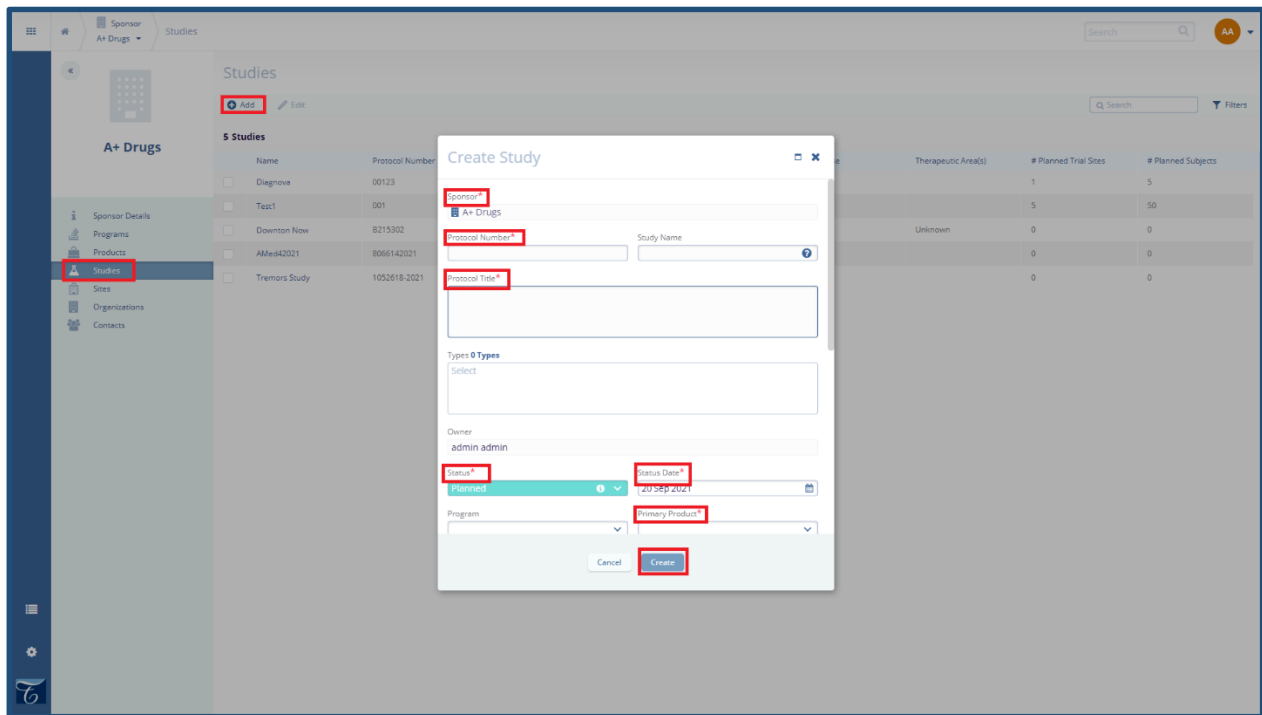 Sponsor
A+ Drugs
Studies
Search
AA
A+ Drugs
Sponsor Details
Programs
Products
Studies
Sites
Organizations
Contacts
Studies
Add Edit
Search Filters
5 Studies
Name Protocol Number Therapeutic Area(s) # Planned Trial Sites # Planned Subjects
Diagnova 00123 1 5
Test1 001 5 50
Downton Now B215302 Unknown 0 0
AMed42021 8066142021 0 0
Tremors Study 1052618-2021 0 0
Create Study
Sponsor*
A+ Drugs
Protocol Number* Study Name
Protocol Title*
Types 0 Types
Select
Owner
admin admin
Status* Status Date*
Planned 20 Sep 2021
Program Primary Product*
Cancel Create